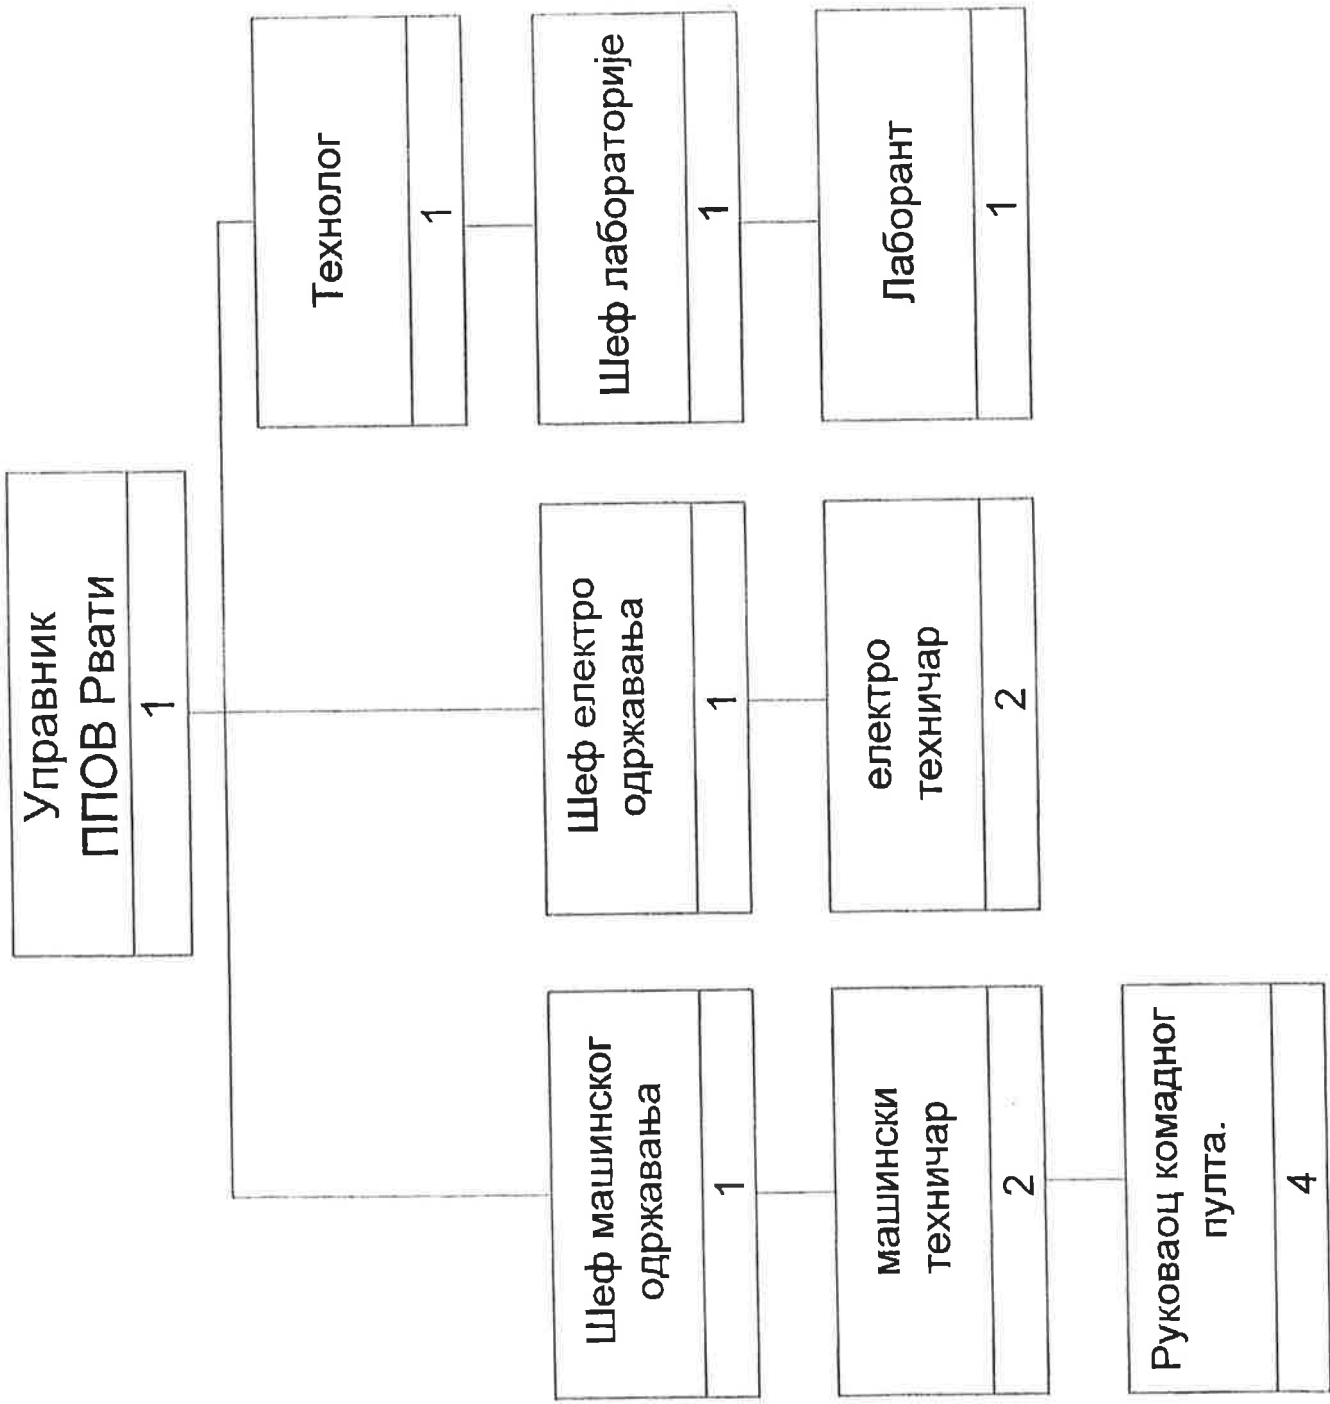 Управник
ППОВ Рвати
1
Шеф машинског
одржавања
1
машински
техничар
2
Руковаоц комадног
пулта.
4
Шеф електро
одржавања
1
електро
техничар
2
Технолог
1
Шеф лабораторије
1
Лаборант
1